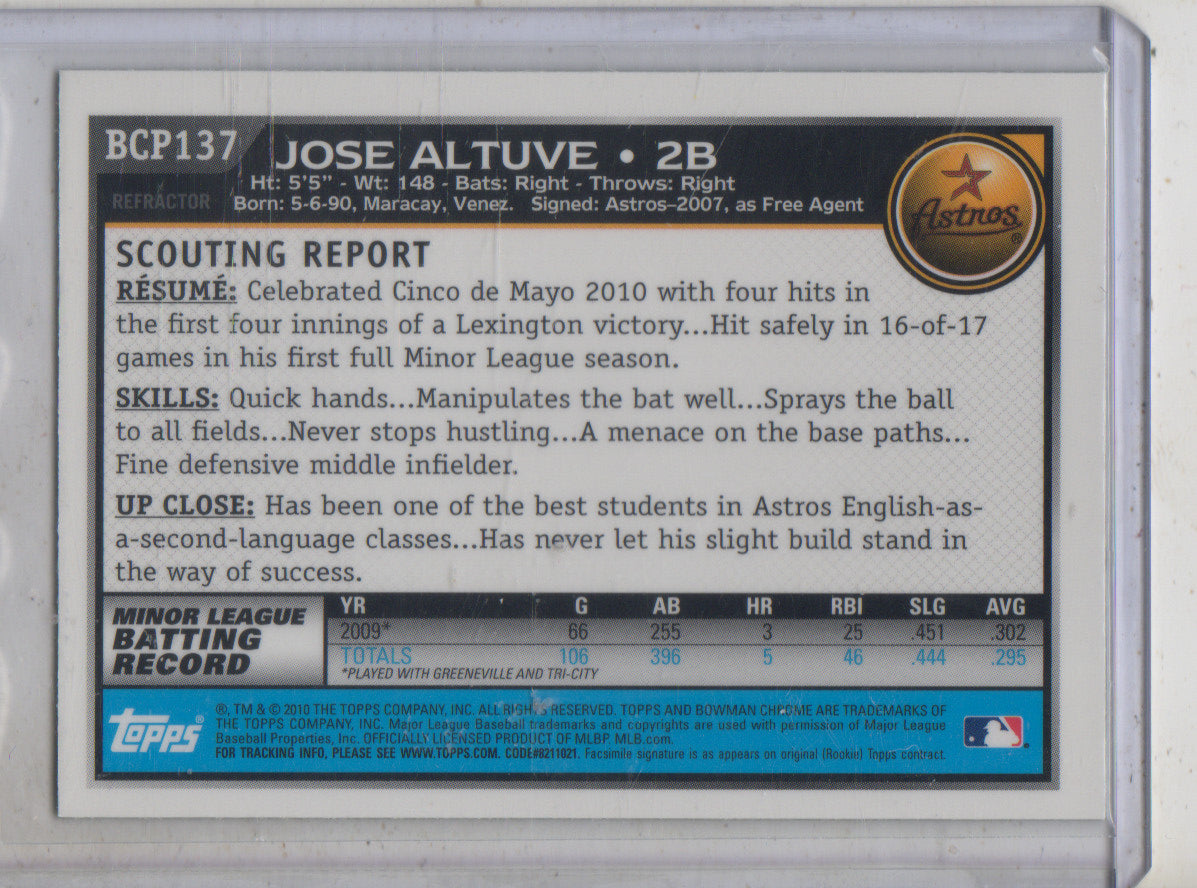 BCP137
JOSE ALTUVE • 2B
REFRACTOR
Ht: 5'5" - Wt: 148 - Bats: Right - Throws: Right
Born: 5-6-90, Maracay, Venez. Signed: Astros–2007, as Free Agent
Astros®
SCOUTING REPORT
RÉSUMÉ: Celebrated Cinco de Mayo 2010 with four hits in
the first four innings of a Lexington victory...Hit safely in 16-of-17
games in his first full Minor League season.
SKILLS: Quick hands...Manipulates the bat well...Sprays the ball
to all fields...Never stops hustling...A menace on the base paths...
Fine defensive middle infielder.
UP CLOSE: Has been one of the best students in Astros English-as-
a-second-language classes...Has never let his slight build stand in
the way of success.
MINOR LEAGUE
BATTING
RECORD
YR G AB HR RBI SLG AVG
2009* 66 255 3 25 .451 .302
TOTALS 106 396 5 46 .444 .295
*PLAYED WITH GREENEVILLE AND TRI-CITY
topps®
®, TM & © 2010 THE TOPPS COMPANY, INC. ALL RIGHTS RESERVED. TOPPS AND BOWMAN CHROME ARE TRADEMARKS OF
THE TOPPS COMPANY, INC. Major League Baseball trademarks and copyrights are used with permission of Major League
Baseball Properties, Inc. OFFICIALLY LICENSED PRODUCT OF MLBP. MLB.com.
FOR TRACKING INFO, PLEASE SEE WWW.TOPPS.COM. CODE#8211021. Facsimile signature is as appears on original (Rookie) Topps contract.